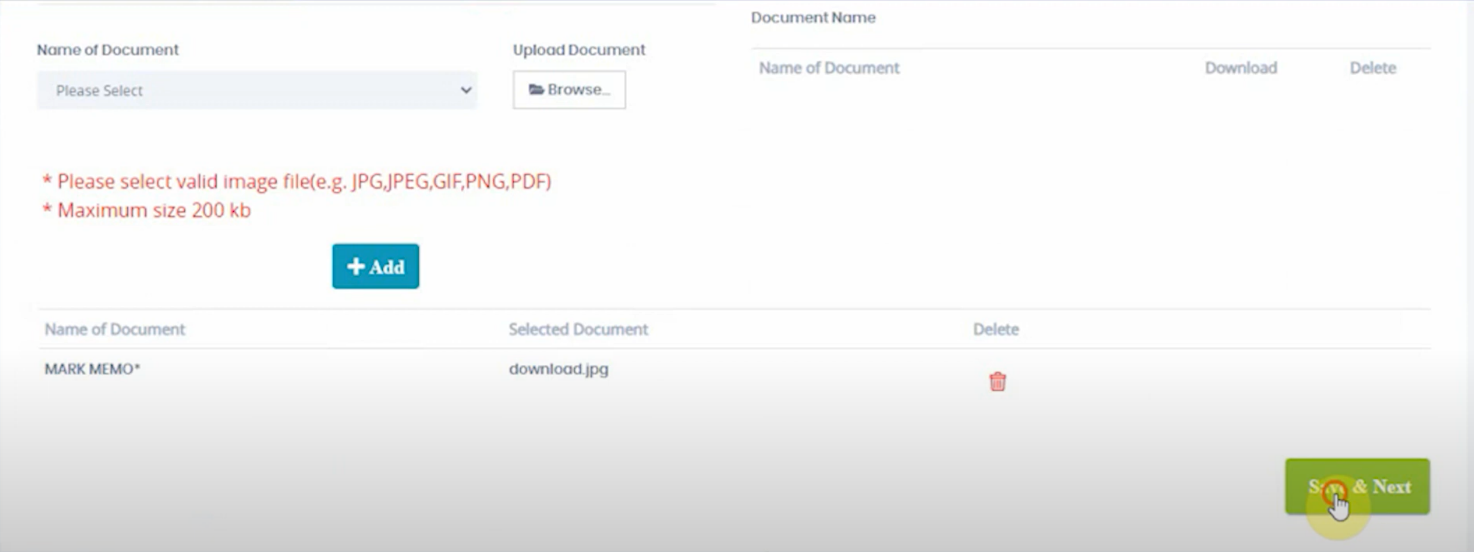 Document Name
Name of Document Upload Document
Name of Document Download Delete
Please Select Browse...
* Please select valid image file(e.g. JPG,JPEG,GIF,PNG,PDF)
* Maximum size 200 kb
+ Add
Name of Document Selected Document Delete
MARK MEMO* download.jpg
Save & Next